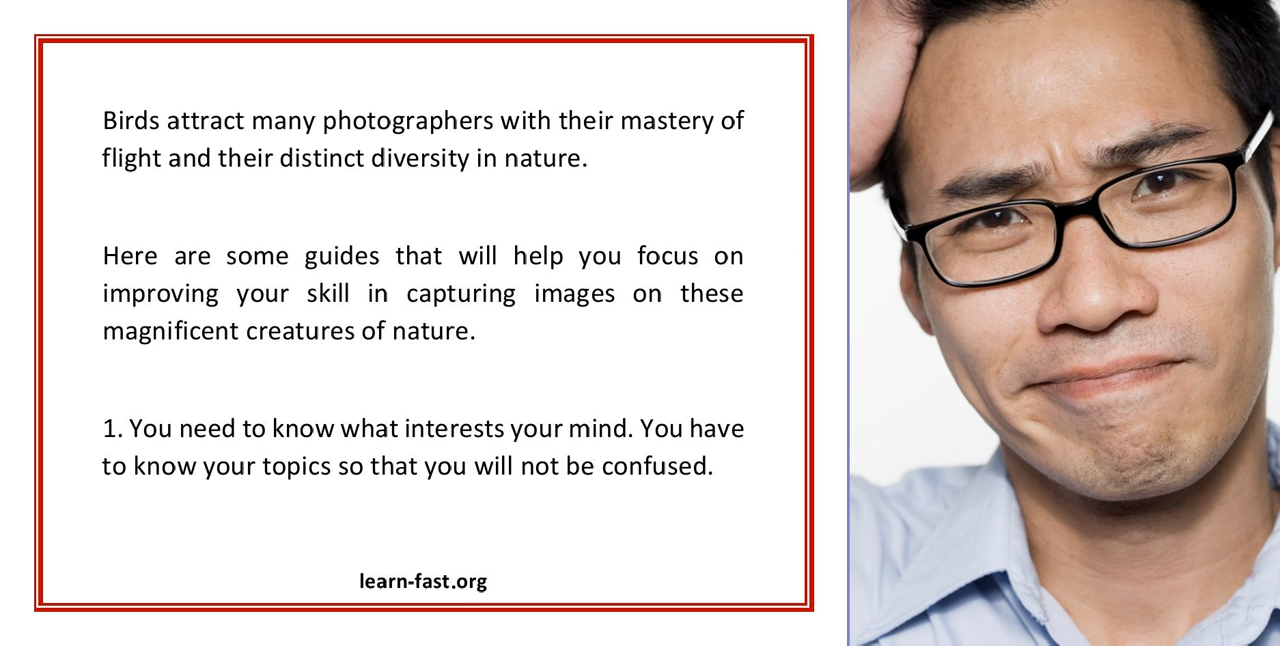 Birds attract many photographers with their mastery of
flight and their distinct diversity in nature.
Here are some guides that will help you focus on
improving your skill in capturing images on these
magnificent creatures of nature.
1. You need to know what interests your mind. You have
to know your topics so that you will not be confused.
learn-fast.org